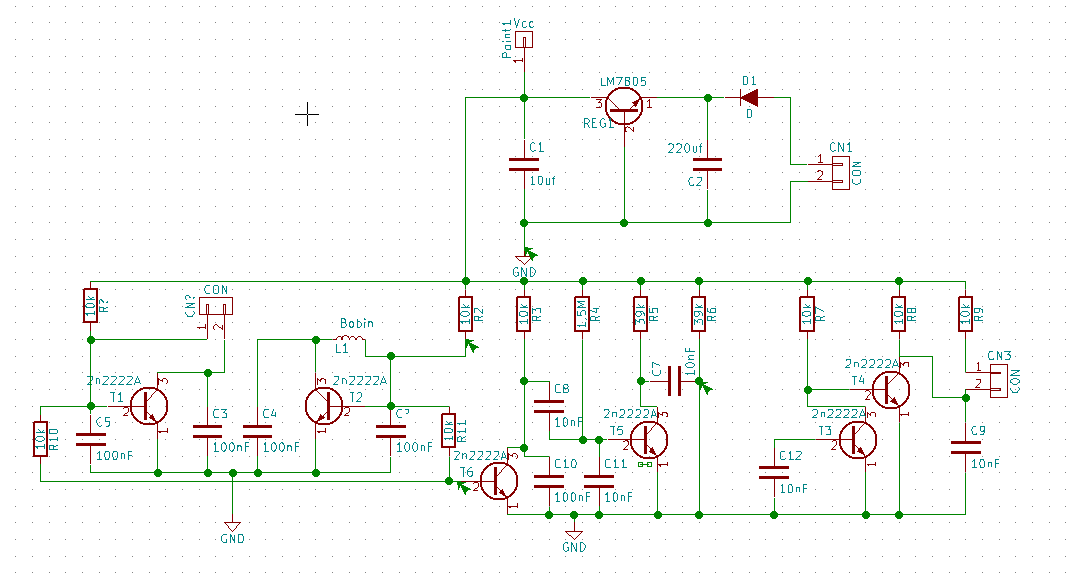 Vcc
Point1
1
LM7805
3
1
REG1
2
D1
D
C1
10uf
220uf
C2
CN1
1
2
CON
GND
CON
CN?
1
2
10k
R?
Bobin
L1
10k
R2
10k
R3
1,5M
R4
39k
R5
39k
R6
10k
R7
10k
R8
10k
R9
C7
10nF
CN3
1
2
CON
2n2222A
3
T1
2
1
2n2222A
3
T2
2
1
2n2222A
3
T4
2
1
C8
10nF
2n2222A
3
T5
2
1
2n2222A
3
T3
2
1
10k
R10
C5
100nF
C3
100nF
C4
100nF
C?
100nF
10k
R11
2n2222A
3
T6
2
1
C10
100nF
C11
10nF
C12
10nF
C9
10nF
GND
GND